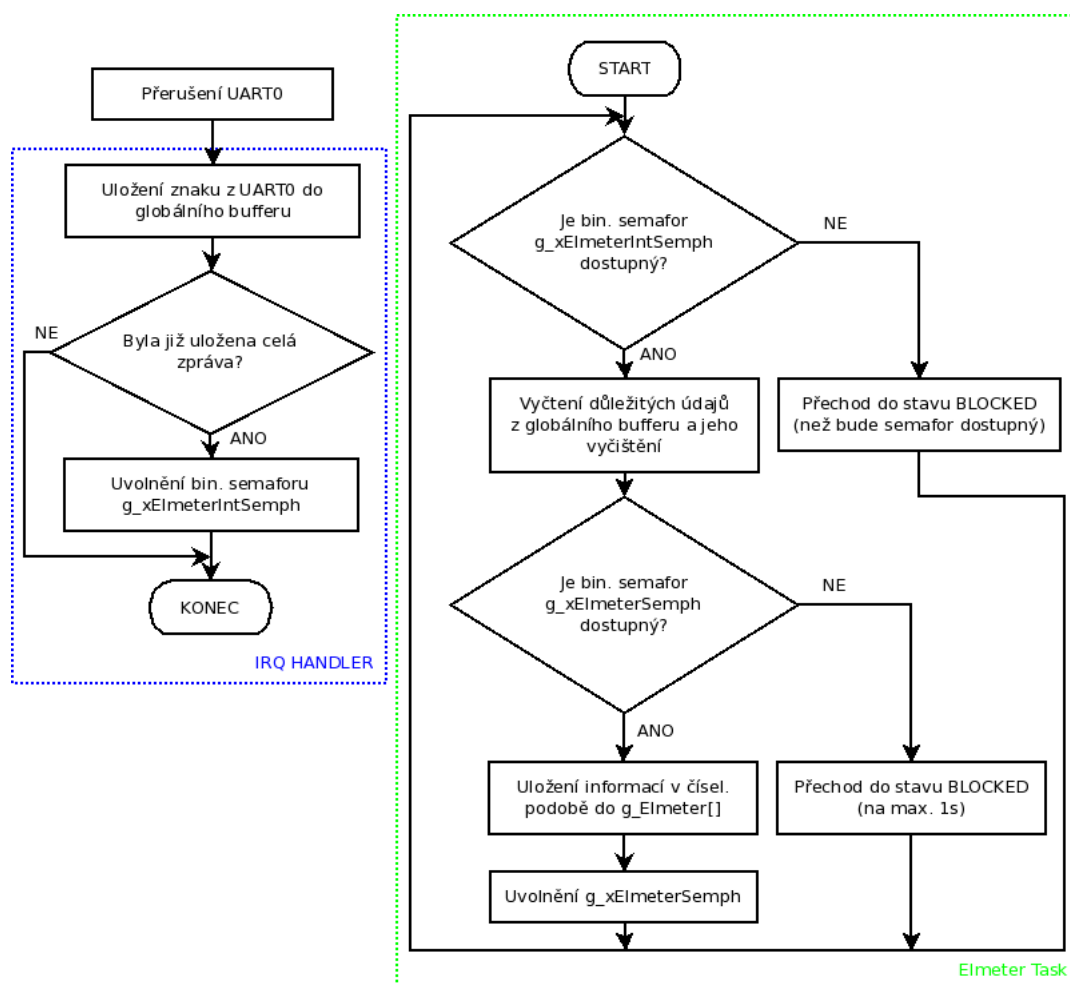 Přerušení UART0
Uložení znaku z UART0 do
globálního bufferu
NE
Byla již uložena celá
zpráva?
ANO
Uvolnění bin. semaforu
g_xElmeterIntSemph
KONEC
IRQ HANDLER
START
Je bin. semafor
g_xElmeterIntSemph
dostupný?
NE
ANO
Vyčtení důležitých údajů
z globálního bufferu a jeho
vyčištění
Přechod do stavu BLOCKED
(než bude semafor dostupný)
Je bin. semafor
g_xElmeterSemph
dostupný?
NE
ANO
Uložení informací v čísel.
podobě do g_Elmeter[]
Přechod do stavu BLOCKED
(na max. 1s)
Uvolnění g_xElmeterSemph
Elmeter Task